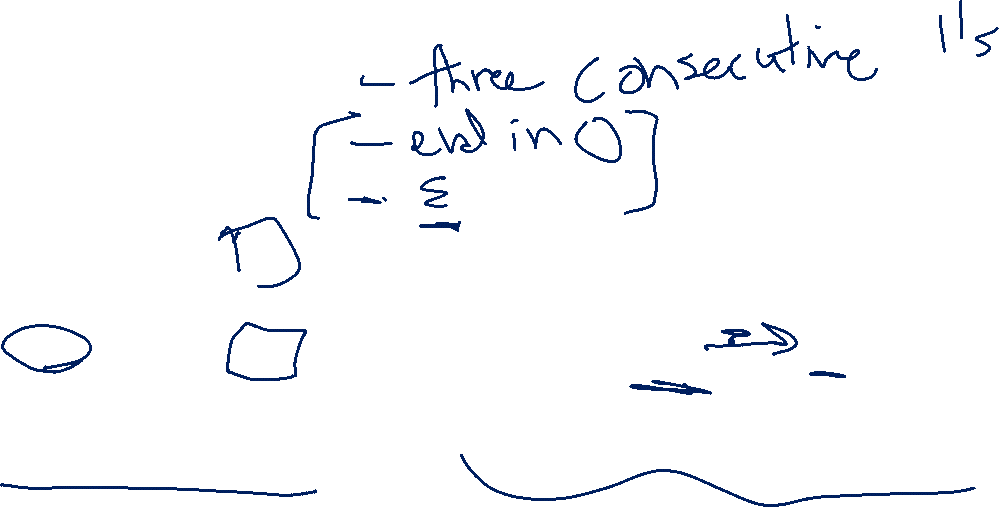 - three consecutive 1's
- end in 0
- ε